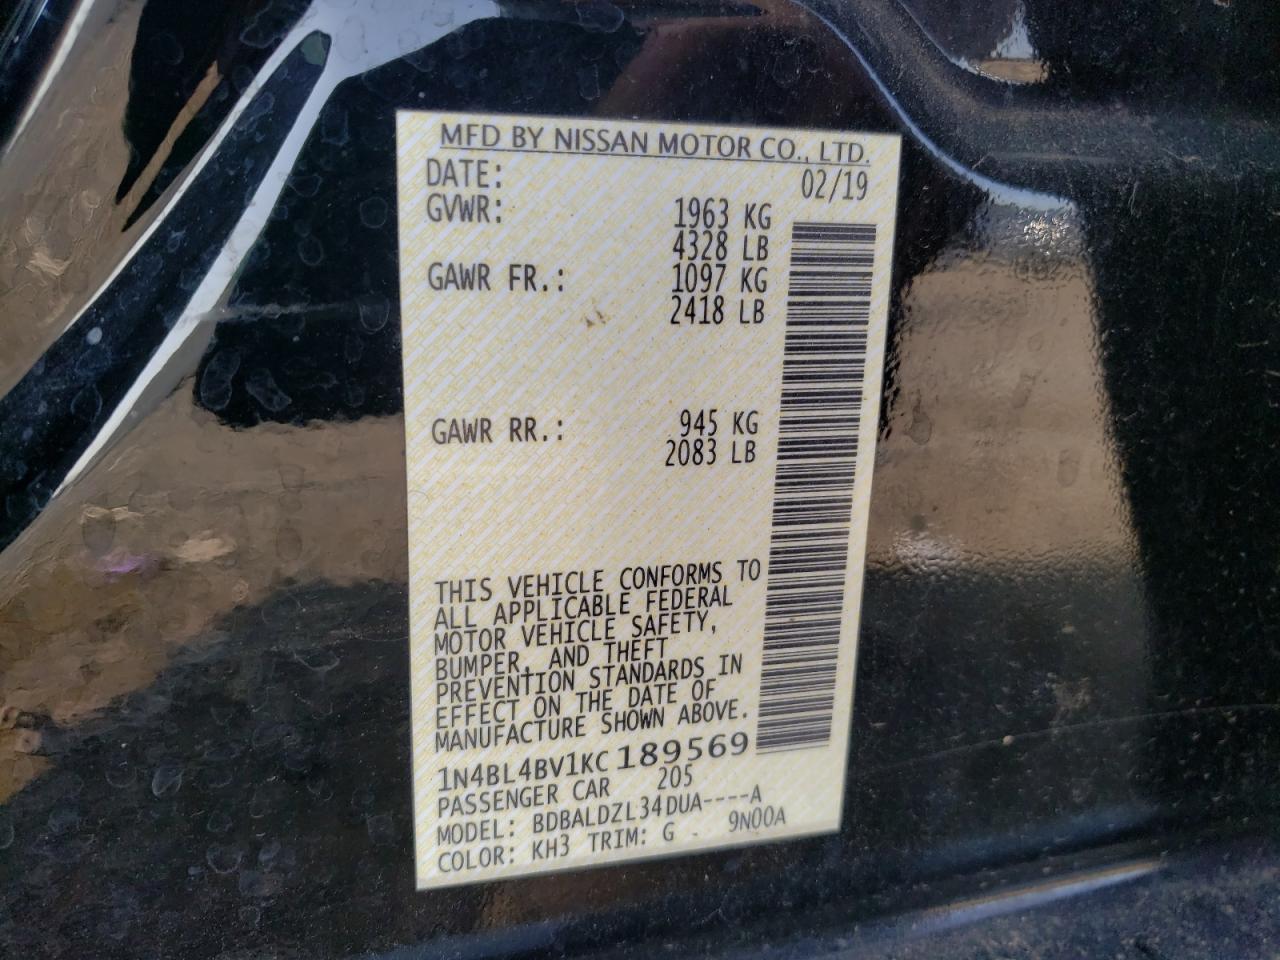 MFD BY NISSAN MOTOR CO., LTD.
DATE: 02/19
GVWR: 1963 KG
4328 LB
GAWR FR.: 1097 KG
2418 LB
GAWR RR.: 945 KG
2083 LB
THIS VEHICLE CONFORMS TO
ALL APPLICABLE FEDERAL
MOTOR VEHICLE SAFETY,
BUMPER, AND THEFT
PREVENTION STANDARDS IN
EFFECT ON THE DATE OF
MANUFACTURE SHOWN ABOVE.
1N4BL4BV1KC189569
PASSENGER CAR 205
MODEL: BDBALDZL34DUA----A
COLOR: KH3 TRIM: G - 9N00A